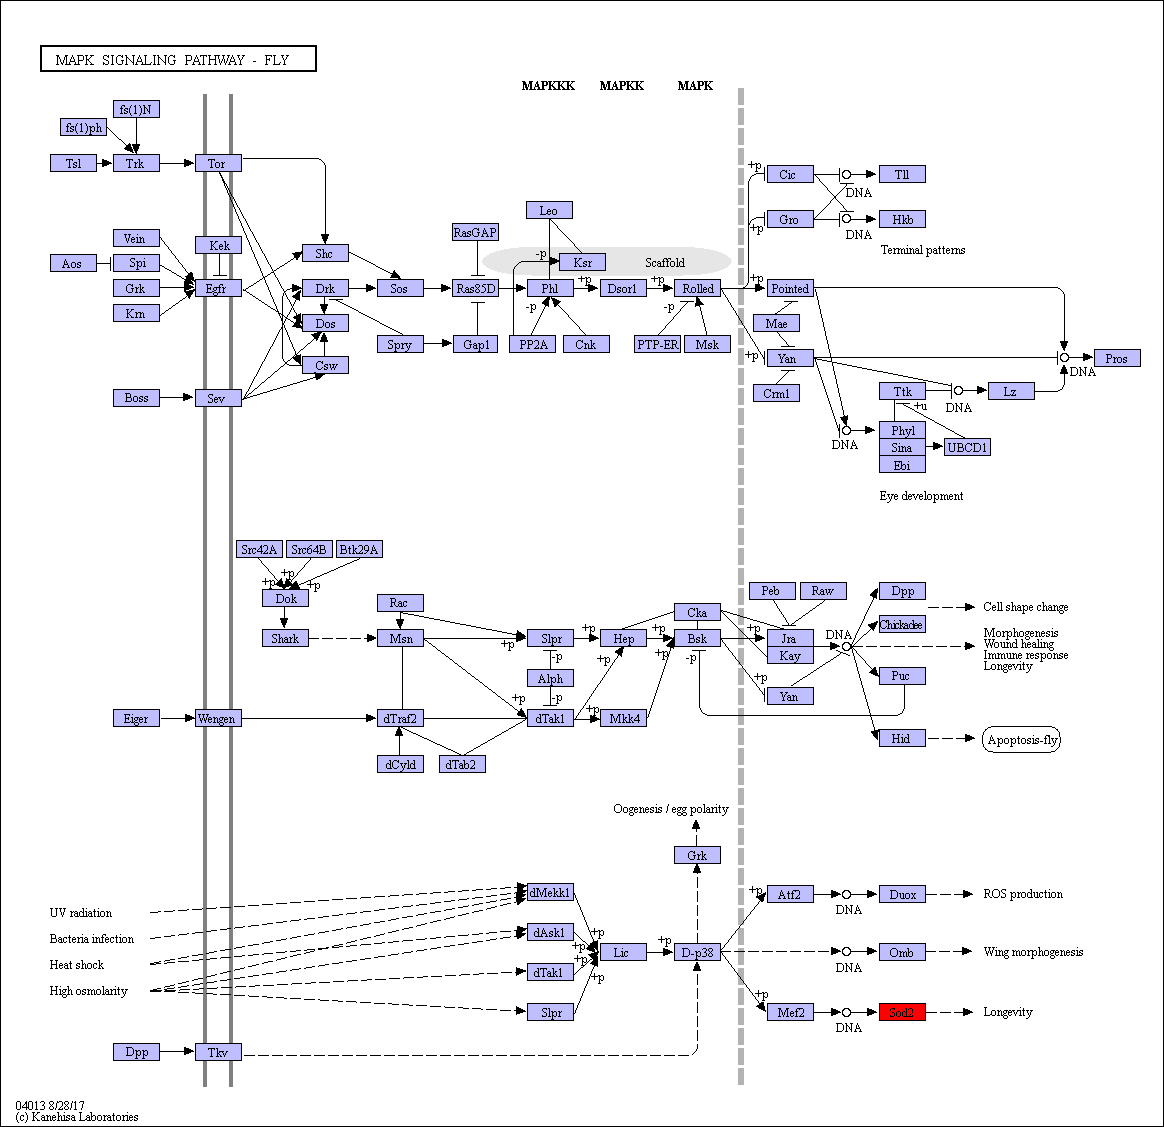 MAPK SIGNALING PATHWAY - FLY
MAPKKK MAPKK MAPK
fs(1)N
fs(1)ph
Tsl Trk Tor
+p Cic Tll
DNA
Leo
Gro Hkb
+p DNA
RasGAP
Vein Kek
Terminal patterns
Shc -p Ksr Scaffold
Aos Spi
Grk Egfr Drk Sos Ras85D Phl +p Dsor1 +p Rolled +p Pointed
-p -p
Krn Dos Mae
Spry Gap1 PP2A Cnk PTP-ER Msk
+p Yan Pros
DNA
Csw
Crm1 Ttk Lz
Boss Sev
+u DNA
Phyl
DNA Sina UBCD1
Ebi
Eye development
Src42A Src64B Btk29A
+p +p +p
Dok
Peb Raw Dpp
Rac Cka Cell shape change
Chickadee
Shark Msn +p Slpr +p Hep +p Bsk +p Jra DNA Morphogenesis
Wound healing
-p +p +p -p Kay Immune response
Longevity
Alph +p Puc
+p -p Yan
Eiger Wengen dTraf2 dTak1 +p Mkk4
Hid Apoptosis-fly
dCyld dTab2
Oogenesis / egg polarity
Grk
dMekk1 +p Atf2 Duox ROS production
UV radiation DNA
dAsk1 +p
Bacteria infection +p Lic +p D-p38 Omb Wing morphogenesis
Heat shock +p DNA
dTak1 +p
High osmolarity +p
Slpr Mef2 Sod2 Longevity
DNA
Dpp Tkv
04013 8/28/17
(c) Kanehisa Laboratories